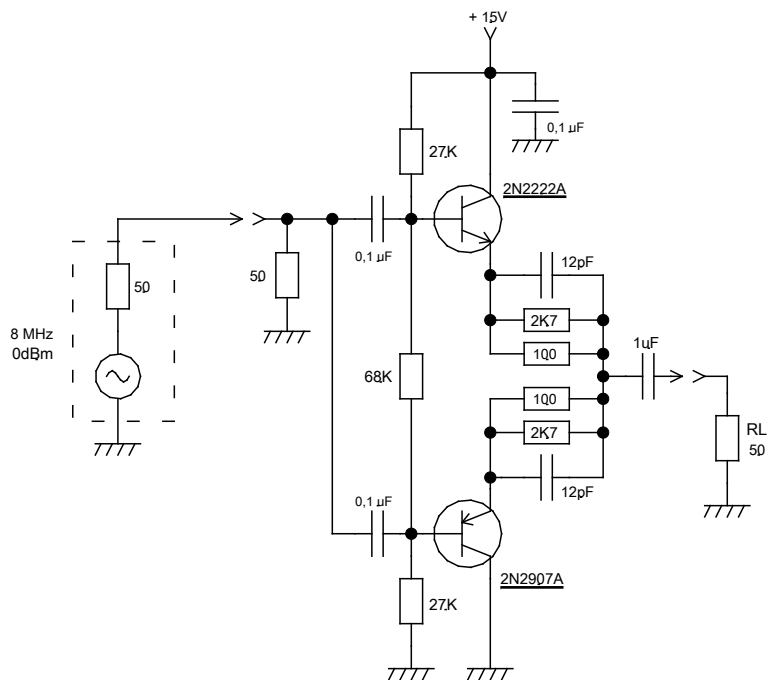 + 15V
0,1 µF
27K
2N2222A
0,1 µF
50
50
12pF
2K7
8 MHz
0dBm
1uF
100
68K
100
RL
50
2K7
12pF
0,1 µF
2N2907A
27K